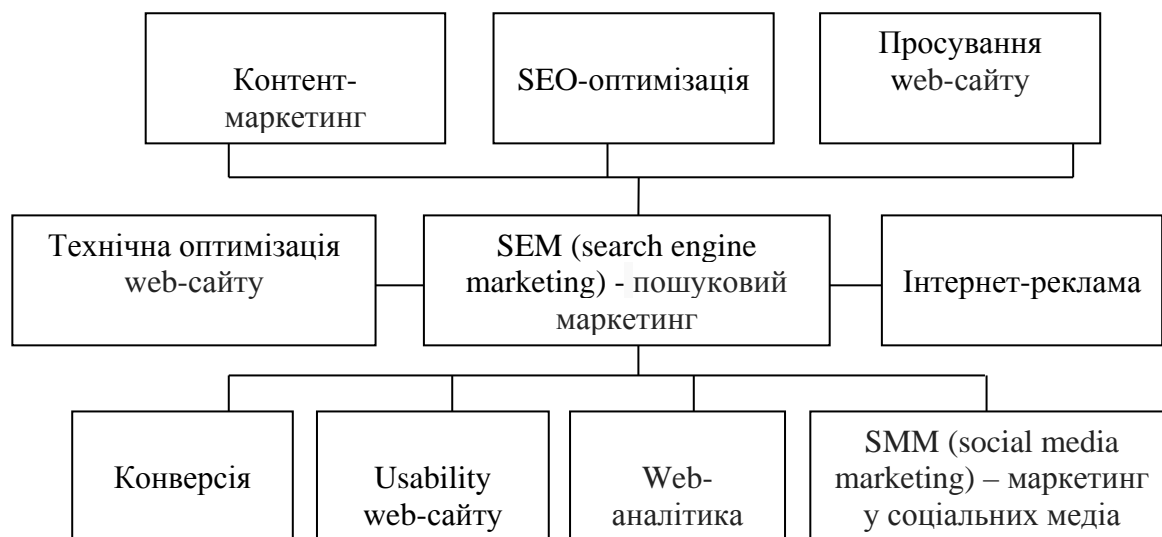 Контент-
маркетинг
SEO-оптимізація
Просування
web-сайту
Технічна оптимізація
web-сайту
SEM (search engine
marketing) - пошуковий
маркетинг
Інтернет-реклама
Конверсія
Usability
web-сайту
Web-
аналітика
SMM (social media
marketing) – маркетинг
у соціальних медіа